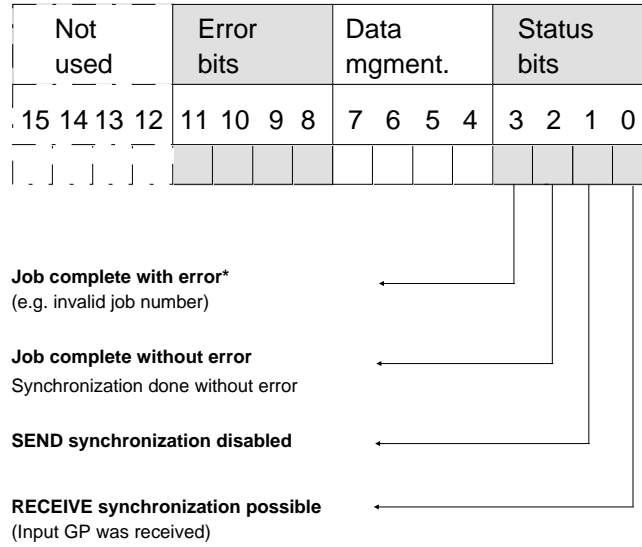 Not used Error bits Data mgment. Status bits
15 14 13 12 11 10 9 8 7 6 5 4 3 2 1 0
Job complete with error*
(e.g. invalid job number)
Job complete without error
Synchronization done without error
SEND synchronization disabled
RECEIVE synchronization possible
(Input GP was received)